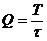 Q = T/τ